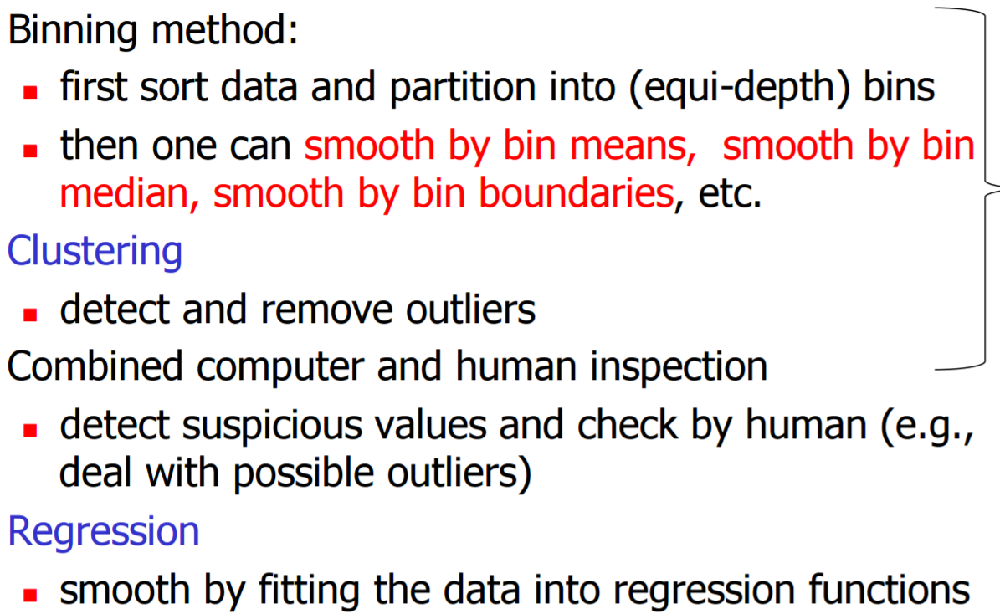 Binning method:
▪ first sort data and partition into (equi-depth) bins
▪ then one can smooth by bin means, smooth by bin
median, smooth by bin boundaries, etc.
Clustering
▪ detect and remove outliers
Combined computer and human inspection
▪ detect suspicious values and check by human (e.g.,
deal with possible outliers)
Regression
▪ smooth by fitting the data into regression functions